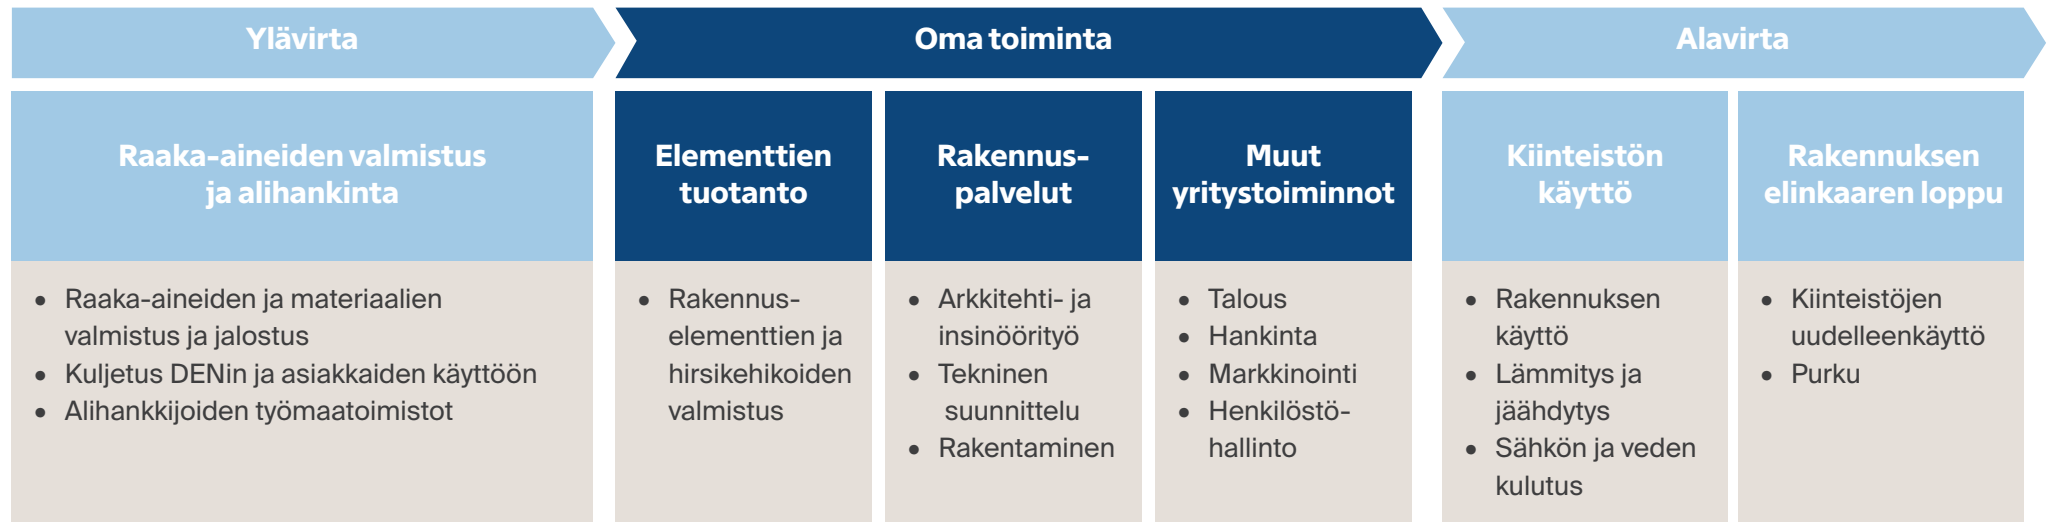 Ylävirta
Oma toiminta
Alavirta
Raaka-aineiden valmistus
ja alihankinta
• Raaka-aineiden ja materiaalien
valmistus ja jalostus
• Kuljetus DENin ja asiakkaiden käyttöön
• Alihankkijoiden työmaatoimistot
Elementtien
tuotanto
• Rakennus-
elementtien ja
hirsikehikoiden
valmistus
Rakennus-
palvelut
• Arkkitehti- ja
insinöörityö
• Tekninen
suunnittelu
• Rakentaminen
Muut
yritystoiminnot
• Talous
• Hankinta
• Markkinointi
• Henkilöstö-
hallinto
Kiinteistön
käyttö
• Rakennuksen
käyttö
• Lämmitys ja
jäähdytys
• Sähkön ja veden
kulutus
Rakennuksen
elinkaaren loppu
• Kiinteistöjen
uudelleenkäyttö
• Purku